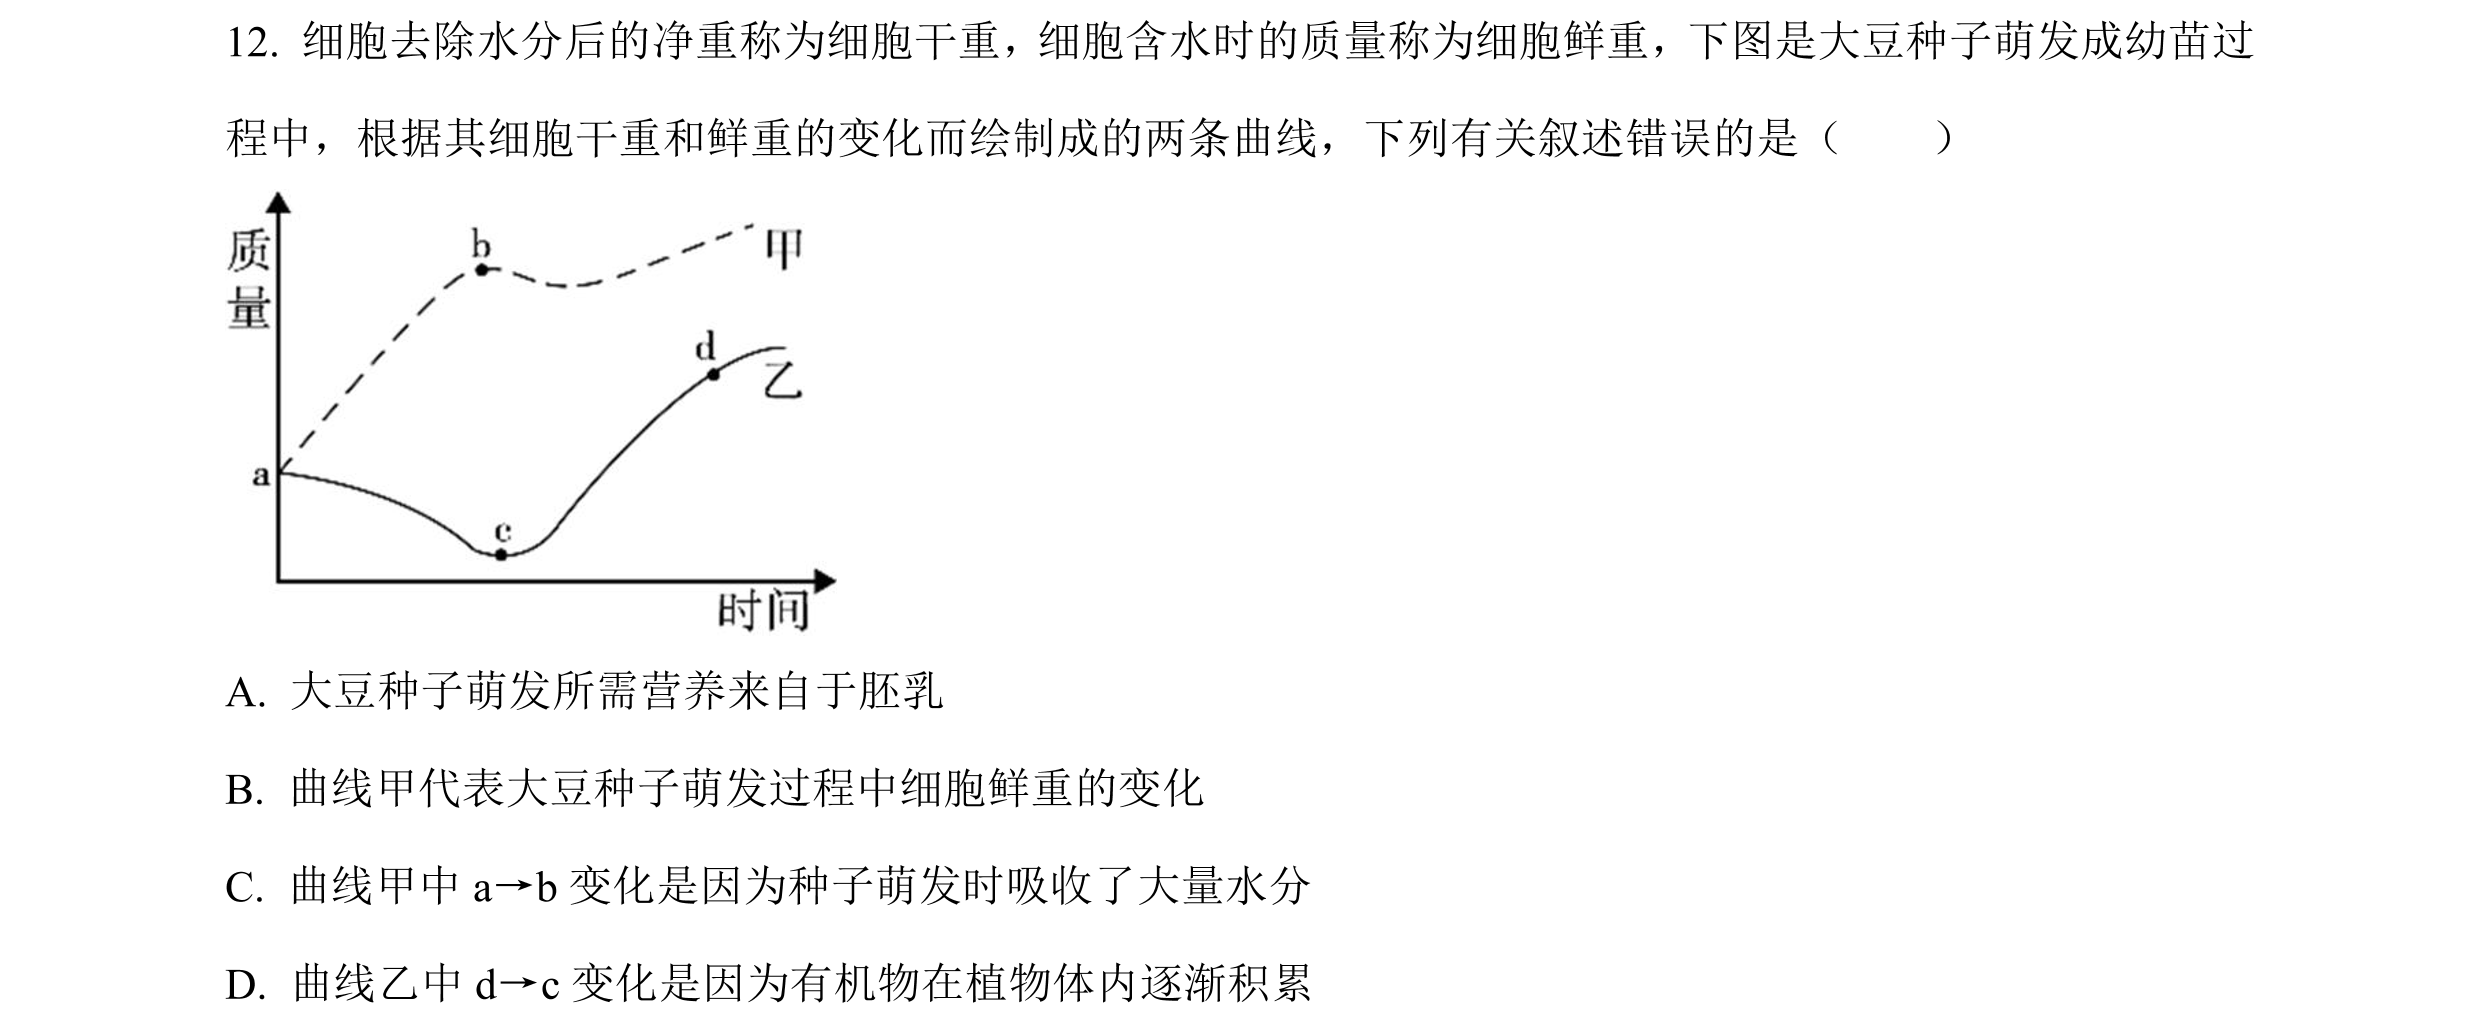 12. 细胞去除水分后的净重称为细胞干重，细胞含水时的质量称为细胞鲜重，下图是大豆种子萌发成幼苗过
程中，根据其细胞干重和鲜重的变化而绘制成的两条曲线，下列有关叙述错误的是（　　）
质量
b
甲
d
乙
a
c
时间
A. 大豆种子萌发所需营养来自于胚乳
B. 曲线甲代表大豆种子萌发过程中细胞鲜重的变化
C. 曲线甲中 a→b 变化是因为种子萌发时吸收了大量水分
D. 曲线乙中 d→c 变化是因为有机物在植物体内逐渐积累